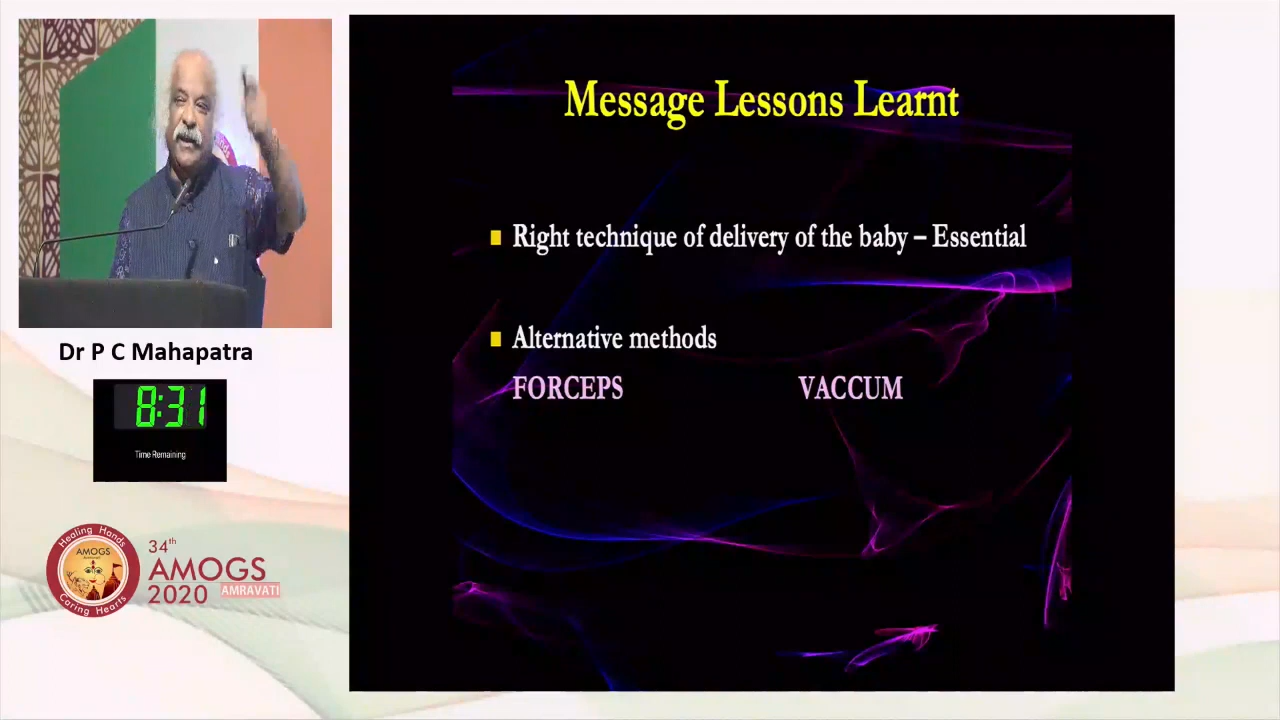 Message Lessons Learnt
Right technique of delivery of the baby – Essential
Alternative methods
FORCEPS VACCUM
Dr P C Mahapatra
8:31
Time Remaining
Healing Hands
AMOGS
Caring Hearts
34th
AMOGS
2020 AMRAVATI